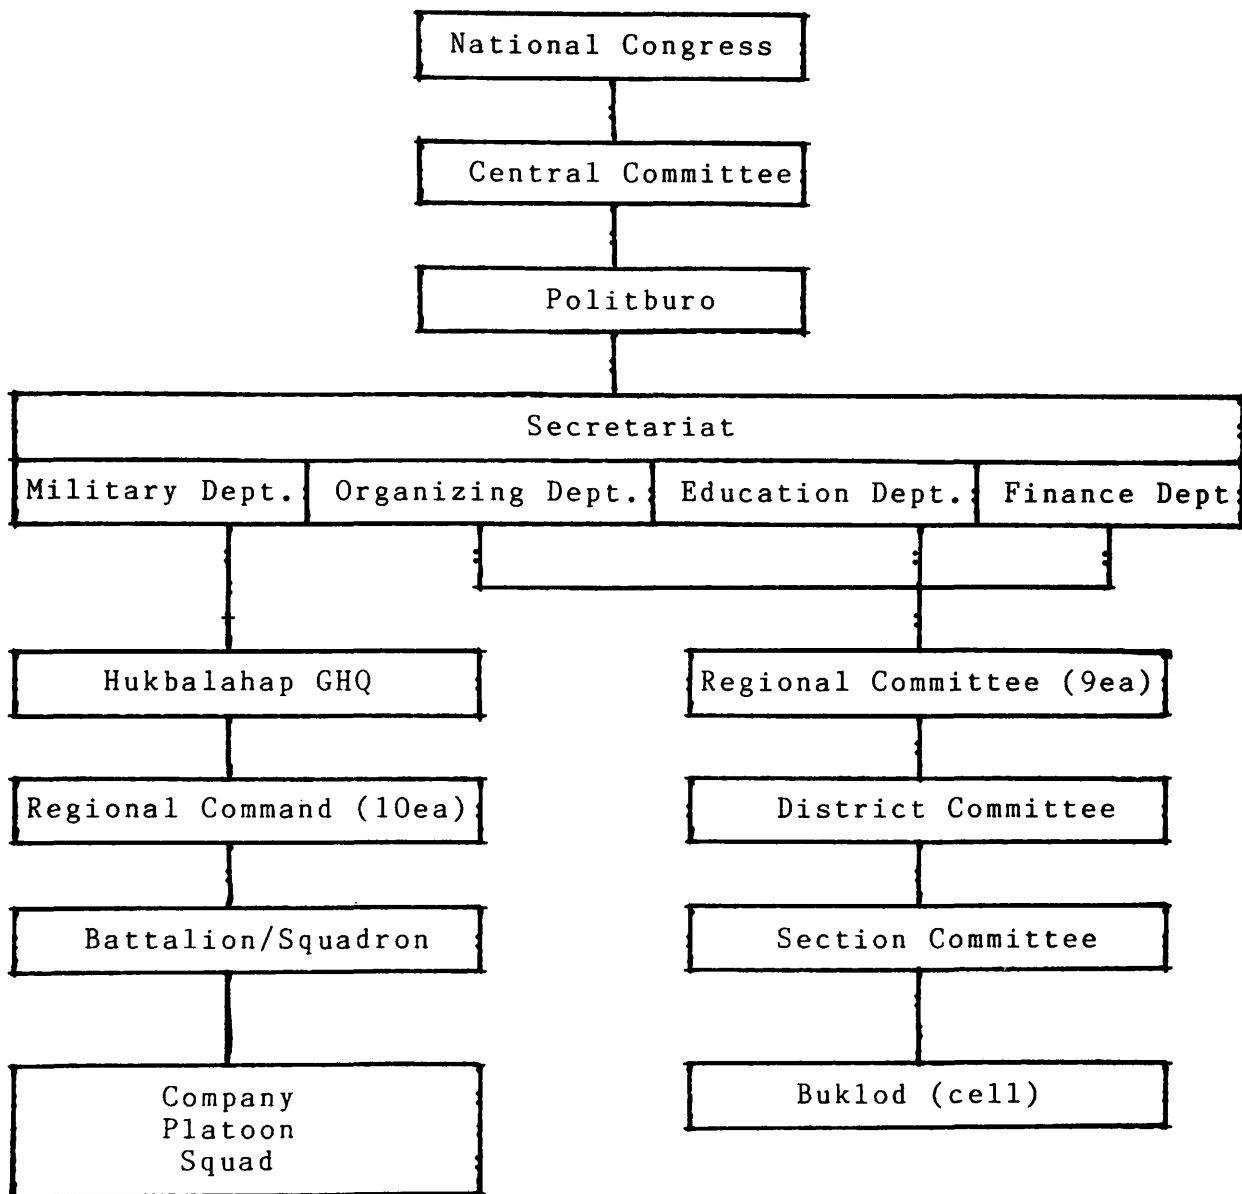 National Congress
Central Committee
Politburo
Secretariat
Military Dept.
Organizing Dept.
Education Dept.
Finance Dept
Hukbalahap GHQ
Regional Committee (9ea)
Regional Command (10ea)
District Committee
Battalion/Squadron
Section Committee
Company
Platoon
Squad
Buklod (cell)